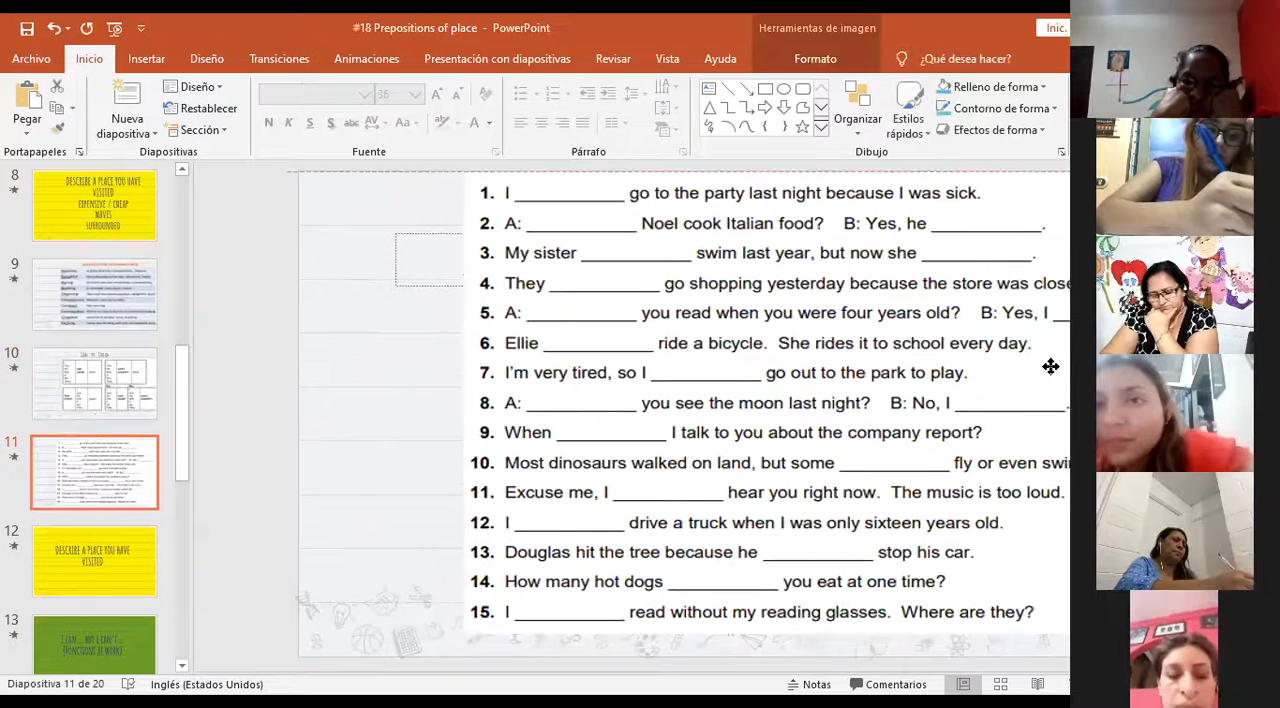 #18 Prepositions of place - PowerPoint
Herramientas de imagen
Inic.
Archivo Inicio Insertar Diseño Transiciones Animaciones Presentación con diapositivas Revisar Vista Ayuda Formato ¿Qué desea hacer?
Pegar
Nueva diapositiva
Diseño
Restablecer
Sección
36
N K S S abc AV Aa A
Organizar
Estilos rápidos
Relleno de forma
Contorno de forma
Efectos de forma
Portapapeles Diapositivas Fuente Párrafo Dibujo
8
DESCRIBE A PLACE YOU HAVE
VISITED
EXPENSIVE / CHEAP
WAVES
SURROUNDED
9
10
11
12
DESCRIBE A PLACE YOU HAVE
VISITED
13
I CAN ... BUT I CAN'T ...
1. I ____________ go to the party last night because I was sick.
2. A: ____________ Noel cook Italian food? B: Yes, he ____________.
3. My sister ____________ swim last year, but now she ____________.
4. They ____________ go shopping yesterday because the store was close
5. A: ____________ you read when you were four years old? B: Yes, I __
6. Ellie ____________ ride a bicycle. She rides it to school every day.
7. I'm very tired, so I ____________ go out to the park to play.
8. A: ____________ you see the moon last night? B: No, I ____________.
9. When ____________ I talk to you about the company report?
10. Most dinosaurs walked on land, but some ____________ fly or even swi
11. Excuse me, I ____________ hear you right now. The music is too loud.
12. I ____________ drive a truck when I was only sixteen years old.
13. Douglas hit the tree because he ____________ stop his car.
14. How many hot dogs ____________ you eat at one time?
15. I ____________ read without my reading glasses. Where are they?
Diapositiva 11 de 20 Inglés (Estados Unidos) Notas Comentarios